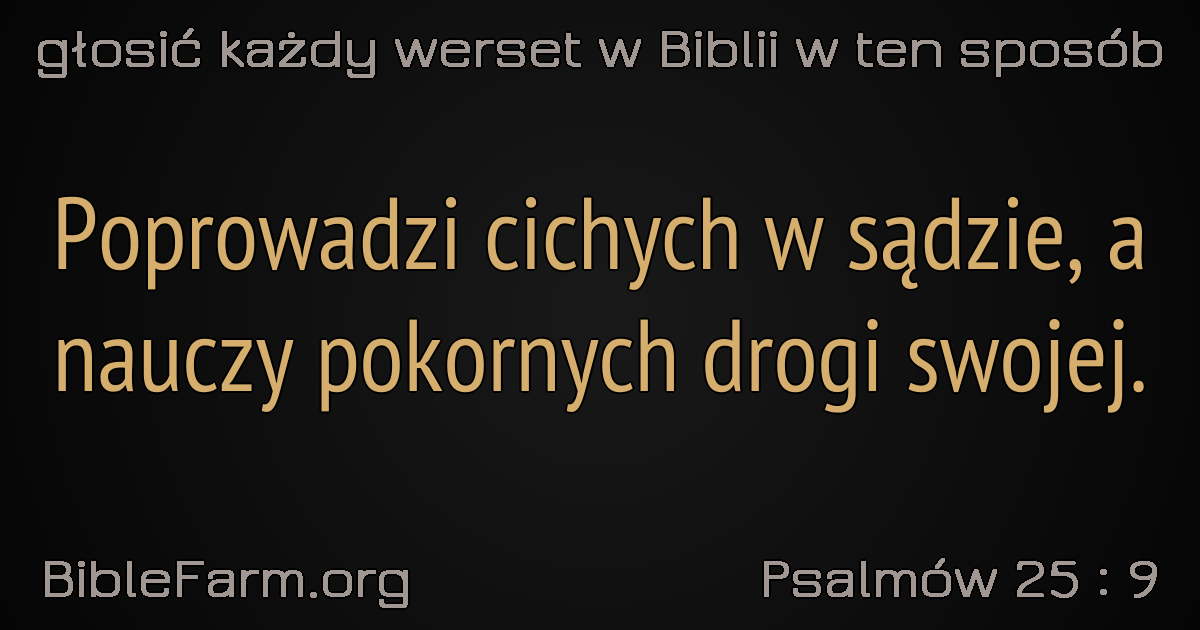 głosić każdy werset w Biblii w ten sposób
Poprowadzi cichych w sądzie, a
nauczy pokornych drogi swojej.
BibleFarm.org
Psalmów 25 : 9